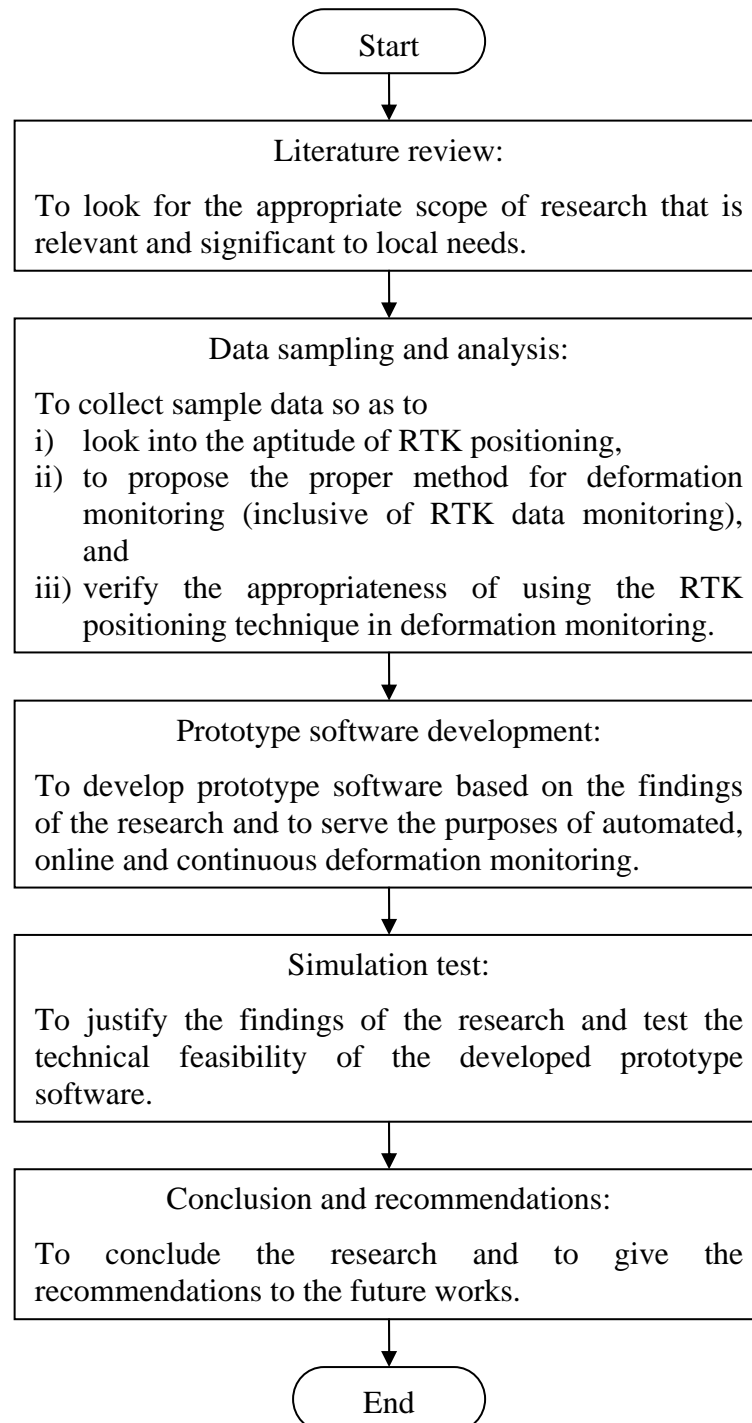 Start
Literature review:
To look for the appropriate scope of research that is
relevant and significant to local needs.
Data sampling and analysis:
To collect sample data so as to
i) look into the aptitude of RTK positioning,
ii) to propose the proper method for deformation
monitoring (inclusive of RTK data monitoring),
and
iii) verify the appropriateness of using the RTK
positioning technique in deformation monitoring.
Prototype software development:
To develop prototype software based on the findings
of the research and to serve the purposes of automated,
online and continuous deformation monitoring.
Simulation test:
To justify the findings of the research and test the
technical feasibility of the developed prototype
software.
Conclusion and recommendations:
To conclude the research and to give the
recommendations to the future works.
End